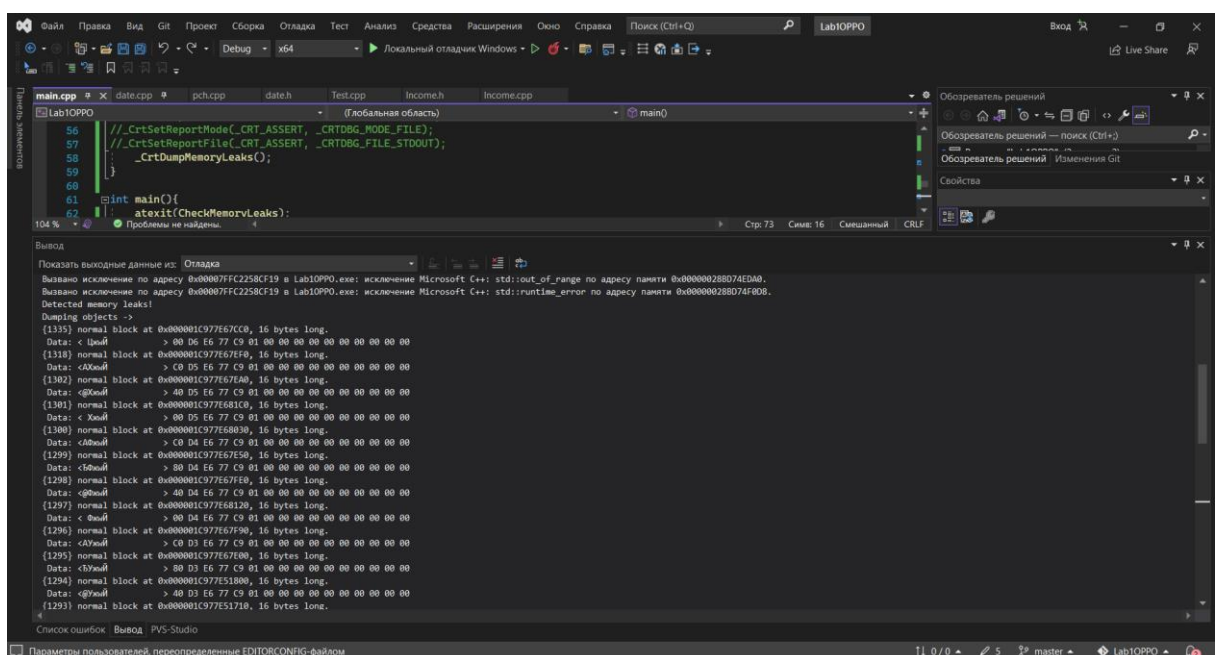 Файл Правка Вид Git Проект Сборка Отладка Тест Анализ Средства Расширения Окно Справка Поиск (Ctrl+Q) Lab1OPPO Вход
Debug x64 Локальный отладчик Windows Live Share
Панель элементов
main.cpp date.cpp pch.cpp date.h Test.cpp Income.h Income.cpp
Lab1OPPO (Глобальная область) main()
56 //_CrtSetReportMode(_CRT_ASSERT, _CRTDBG_MODE_FILE);
57 //_CrtSetReportFile(_CRT_ASSERT, _CRTDBG_FILE_STDOUT);
58 _CrtDumpMemoryLeaks();
59 }
60
61 int main(){
62 atexit(CheckMemoryLeaks);
104 % Проблемы не найдены. Стр: 73 Симв: 16 Смешанный CRLF
Обозреватель решений
Обозреватель решений — поиск (Ctrl+;)
Обозреватель решений Изменения Git
Свойства
Вывод
Показать выходные данные из: Отладка
Вызвано исключение по адресу 0x00007FFC2258CF19 в Lab1OPPO.exe: исключение Microsoft C++: std::out_of_range по адресу памяти 0x000000288D74EDA0.
Вызвано исключение по адресу 0x00007FFC2258CF19 в Lab1OPPO.exe: исключение Microsoft C++: std::runtime_error по адресу памяти 0x000000288D74F0D8.
Detected memory leaks!
Dumping objects ->
{1335} normal block at 0x000001C977E67CC0, 16 bytes long.
Data: < ЦжwЙ > 00 D6 E6 77 C9 01 00 00 00 00 00 00 00 00 00 00
{1318} normal block at 0x000001C977E67EF0, 16 bytes long.
Data: <АХжwЙ > C0 D5 E6 77 C9 01 00 00 00 00 00 00 00 00 00 00
{1302} normal block at 0x000001C977E67EA0, 16 bytes long.
Data: <@ХжwЙ > 40 D5 E6 77 C9 01 00 00 00 00 00 00 00 00 00 00
{1301} normal block at 0x000001C977E681C0, 16 bytes long.
Data: < ХжwЙ > 00 D5 E6 77 C9 01 00 00 00 00 00 00 00 00 00 00
{1300} normal block at 0x000001C977E68030, 16 bytes long.
Data: <АФжwЙ > C0 D4 E6 77 C9 01 00 00 00 00 00 00 00 00 00 00
{1299} normal block at 0x000001C977E67E50, 16 bytes long.
Data: <ЂФжwЙ > 80 D4 E6 77 C9 01 00 00 00 00 00 00 00 00 00 00
{1298} normal block at 0x000001C977E67FE0, 16 bytes long.
Data: <@ФжwЙ > 40 D4 E6 77 C9 01 00 00 00 00 00 00 00 00 00 00
{1297} normal block at 0x000001C977E68120, 16 bytes long.
Data: < ФжwЙ > 00 D4 E6 77 C9 01 00 00 00 00 00 00 00 00 00 00
{1296} normal block at 0x000001C977E67F90, 16 bytes long.
Data: <АУжwЙ > C0 D3 E6 77 C9 01 00 00 00 00 00 00 00 00 00 00
{1295} normal block at 0x000001C977E67E00, 16 bytes long.
Data: <ЂУжwЙ > 80 D3 E6 77 C9 01 00 00 00 00 00 00 00 00 00 00
{1294} normal block at 0x000001C977E51800, 16 bytes long.
Data: <@УжwЙ > 40 D3 E6 77 C9 01 00 00 00 00 00 00 00 00 00 00
{1293} normal block at 0x000001C977E51710, 16 bytes long.
Список ошибок Вывод PVS-Studio
Параметры пользователей, переопределенные EDITORCONFIG-файлом 0 / 0 5 master Lab1OPPO